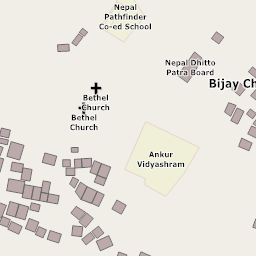 Nepal
Pathfinder
Co-ed School
Nepal Dhitto
Patra Board
Bijay Ch
Bethel
Church
Bethel
Church
Ankur
Vidyashram